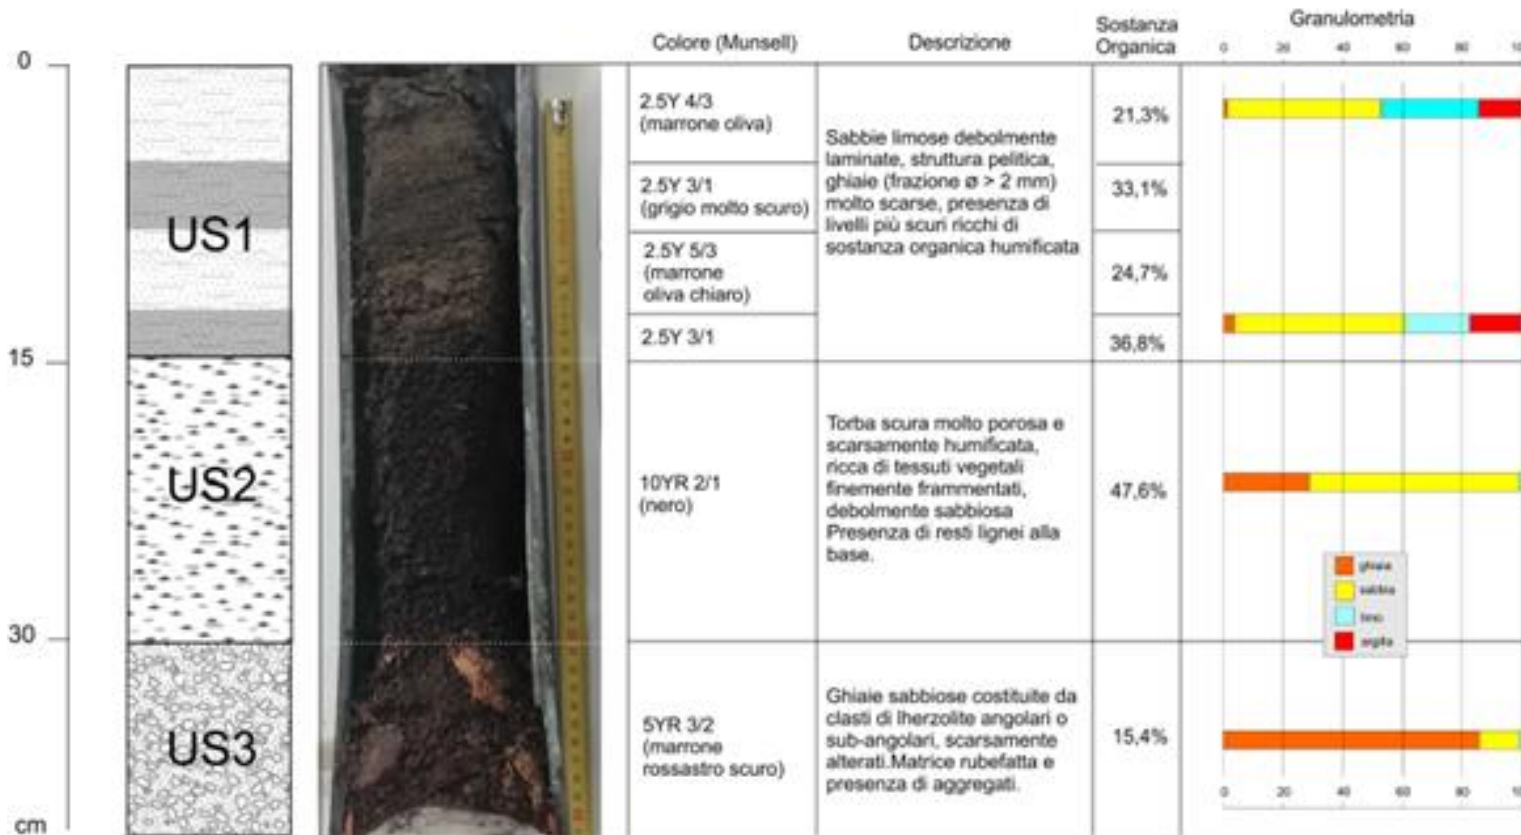 Colore (Munsell)
Descrizione
Sostanza
Organica
Granulometria
0 20 40 60 80
0
15
30
cm
US1
US2
US3
2.5Y 4/3
(marrone oliva)
2.5Y 3/1
(grigio molto scuro)
2.5Y 5/3
(marrone
oliva chiaro)
2.5Y 3/1
Sabbie limose debolmente
laminate, struttura pelitica,
ghiaie (frazione ø > 2 mm)
molto scarse, presenza di
livelli più scuri ricchi di
sostanza organica humificata
21,3%
33,1%
24,7%
36,8%
10YR 2/1
(nero)
Torba scura molto porosa e
scarsamente humificata,
ricca di tessuti vegetali
finemente frammentati,
debolmente sabbiosa
Presenza di resti lignei alla
base.
47,6%
ghiaie
sabbia
limo
argilla
5YR 3/2
(marrone
rossastro scuro)
Ghiaie sabbiose costituite da
clasti di lherzolite angolari o
sub-angolari, scarsamente
alterati.Matrice rubefatta e
presenza di aggregati.
15,4%
0 20 40 60 80